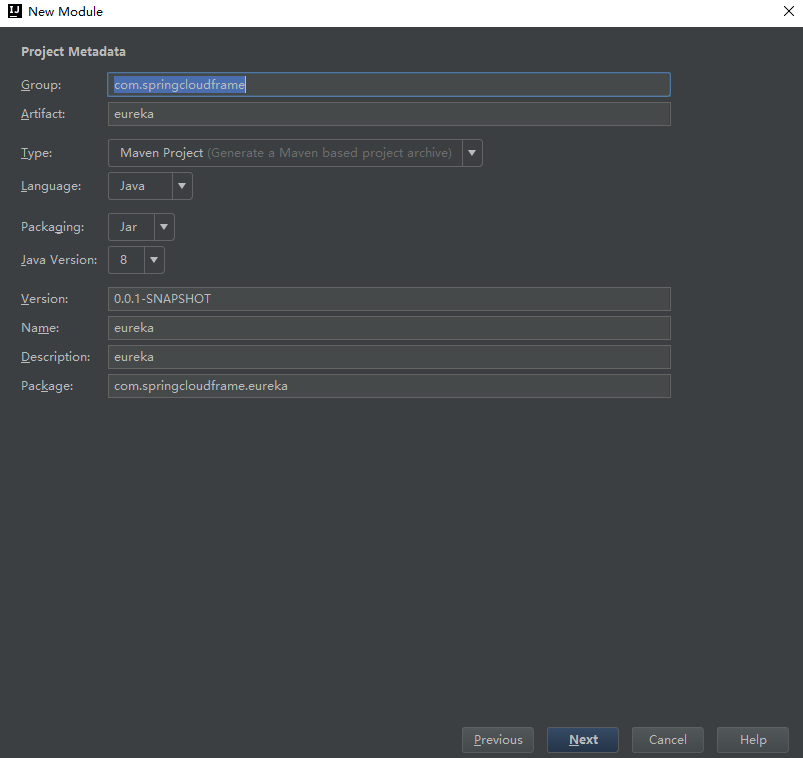 New Module
Project Metadata
Group: com.springcloudframe
Artifact: eureka
Type: Maven Project (Generate a Maven based project archive)
Language: Java
Packaging: Jar
Java Version: 8
Version: 0.0.1-SNAPSHOT
Name: eureka
Description: eureka
Package: com.springcloudframe.eureka
Previous Next Cancel Help